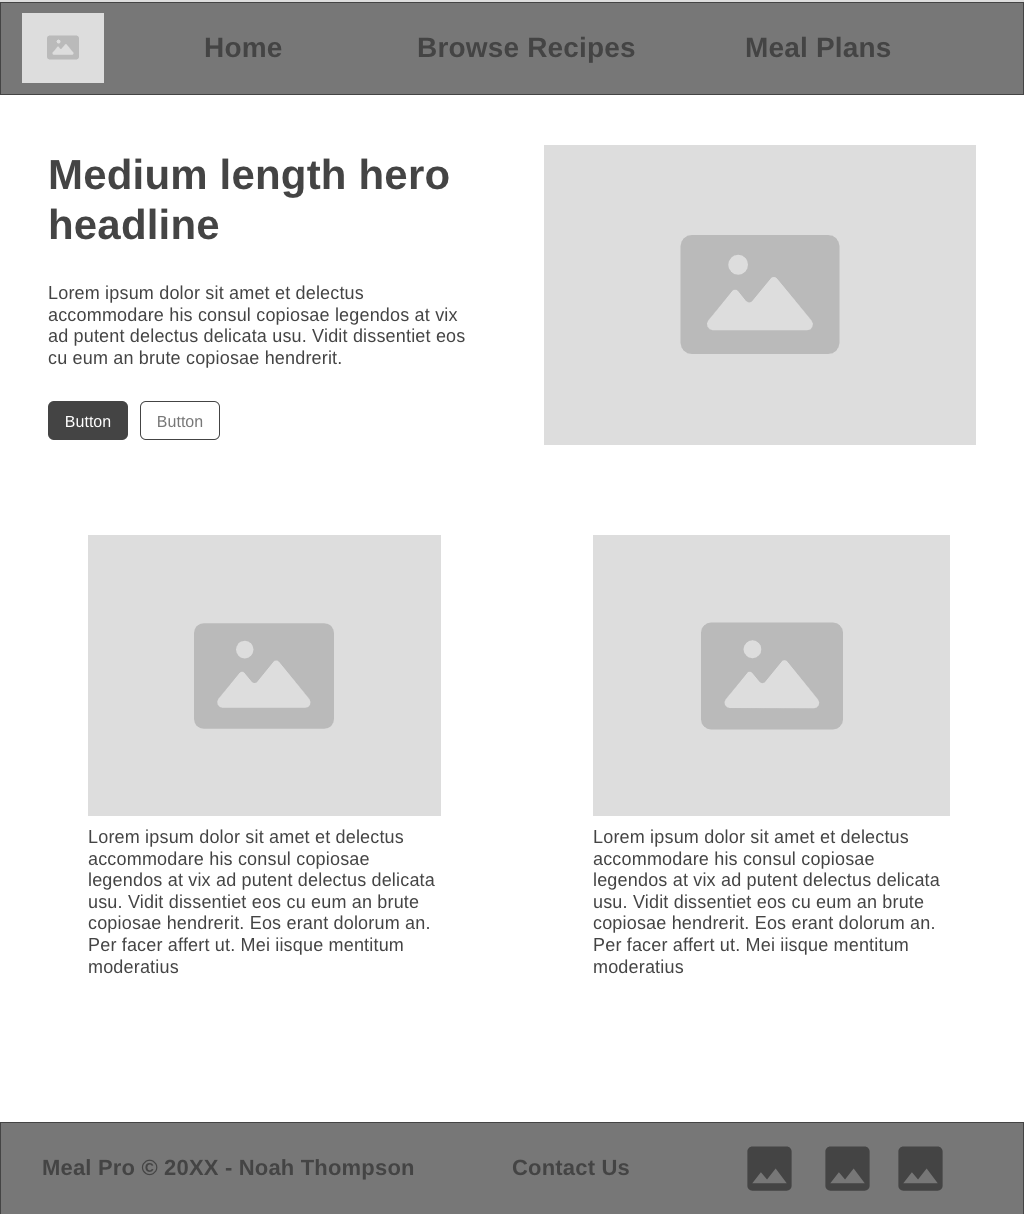 Home Browse Recipes Meal Plans
Medium length hero
headline
Lorem ipsum dolor sit amet et delectus
accommodare his consul copiosae legendos at vix
ad putent delectus delicata usu. Vidit dissentiet eos
cu eum an brute copiosae hendrerit.
Button Button
Lorem ipsum dolor sit amet et delectus
accommodare his consul copiosae
legendos at vix ad putent delectus delicata
usu. Vidit dissentiet eos cu eum an brute
copiosae hendrerit. Eos erant dolorum an.
Per facer affert ut. Mei iisque mentitum
moderatius
Lorem ipsum dolor sit amet et delectus
accommodare his consul copiosae
legendos at vix ad putent delectus delicata
usu. Vidit dissentiet eos cu eum an brute
copiosae hendrerit. Eos erant dolorum an.
Per facer affert ut. Mei iisque mentitum
moderatius
Meal Pro © 20XX - Noah Thompson Contact Us